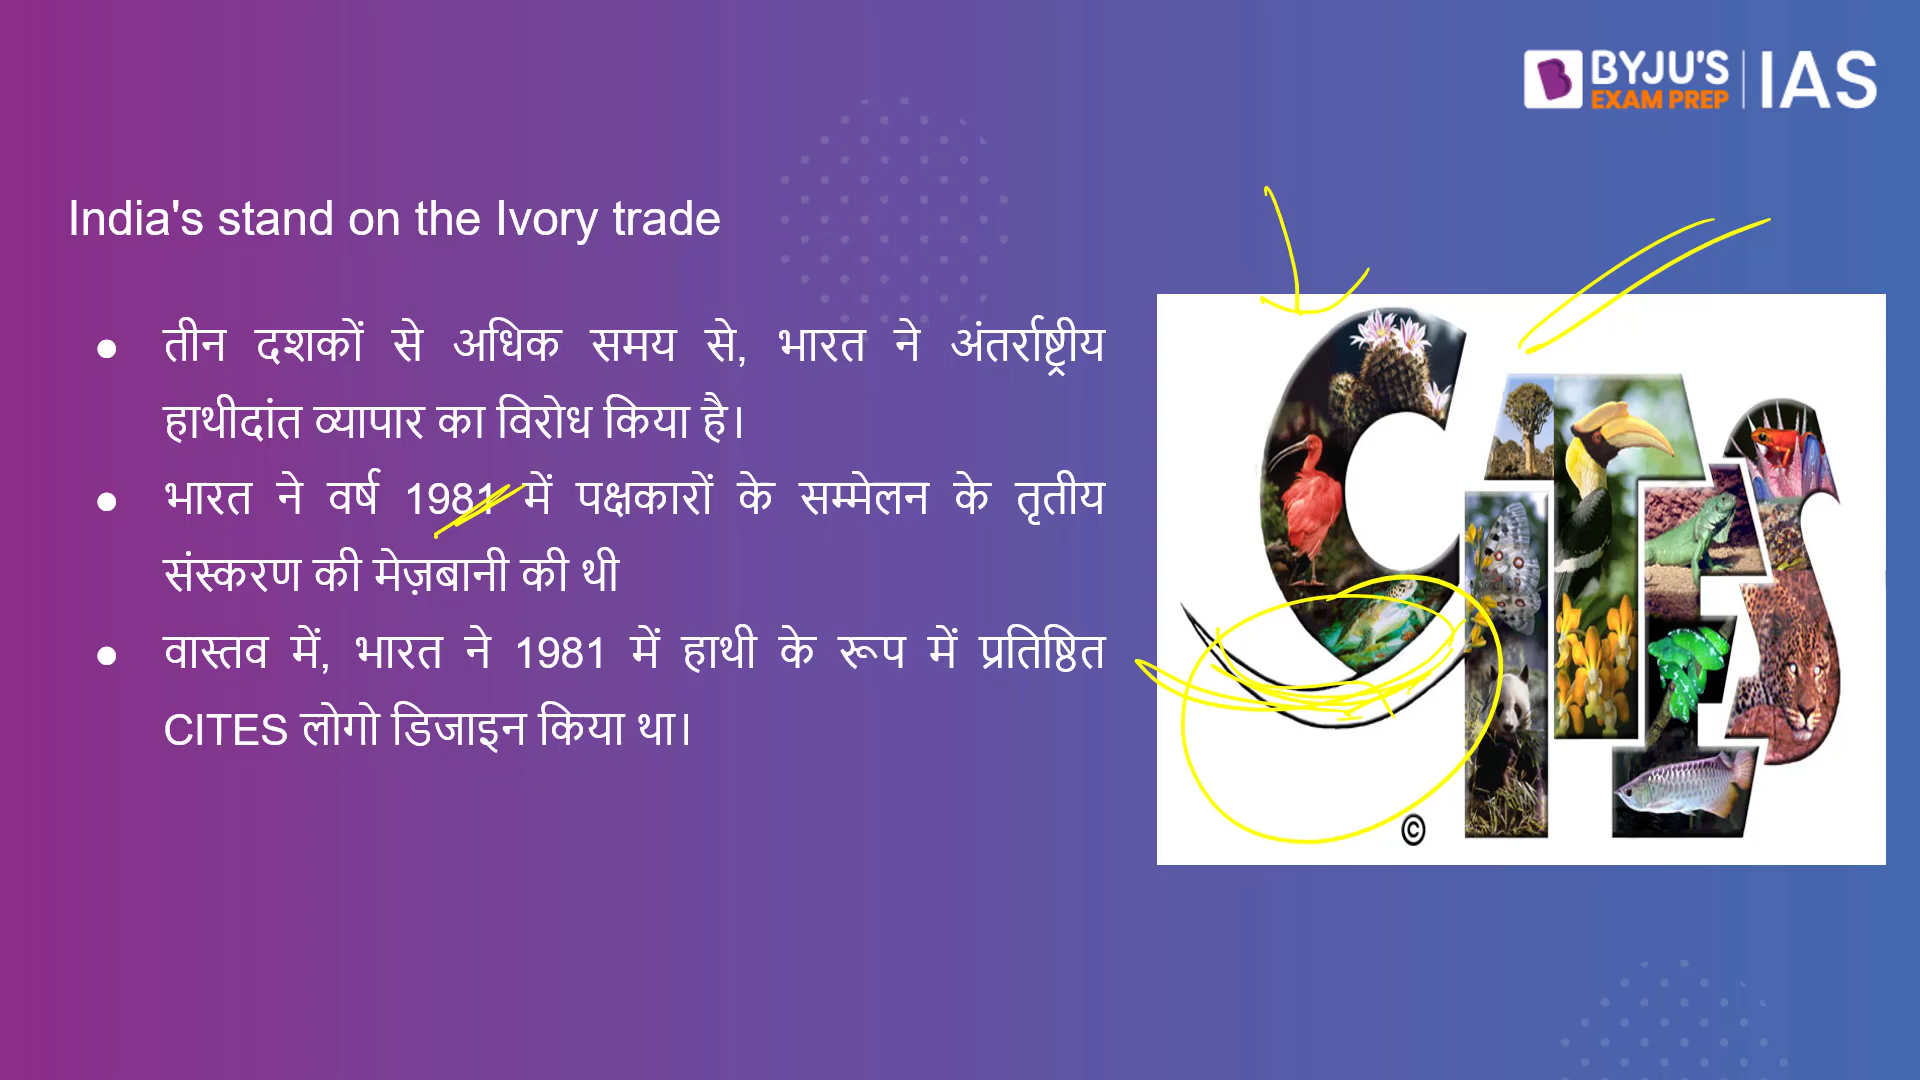 BYJU'S
EXAM PREP
IAS
India's stand on the Ivory trade
● तीन दशकों से अधिक समय से, भारत ने अंतर्राष्ट्रीय
हाथीदांत व्यापार का विरोध किया है।
● भारत ने वर्ष 1981 में पक्षकारों के सम्मेलन के तृतीय
संस्करण की मेज़बानी की थी
● वास्तव में, भारत ने 1981 में हाथी के रूप में प्रतिष्ठित
CITES लोगो डिजाइन किया था।
CITES
©